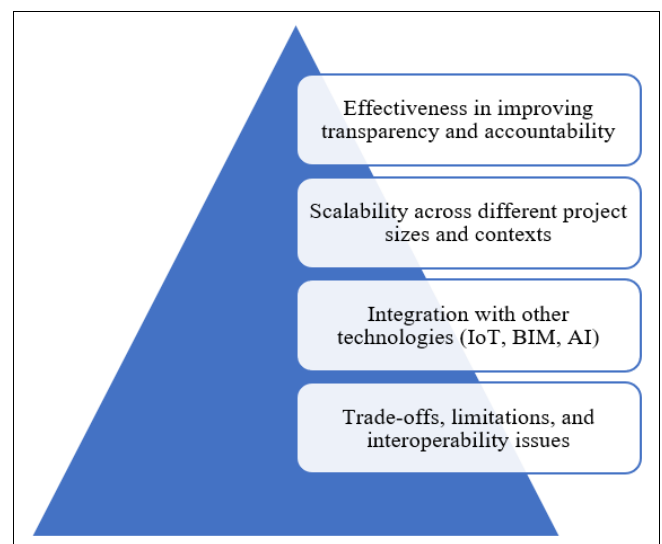 Effectiveness in improving
transparency and accountability
Scalability across different project
sizes and contexts
Integration with other
technologies (IoT, BIM, AI)
Trade-offs, limitations, and
interoperability issues